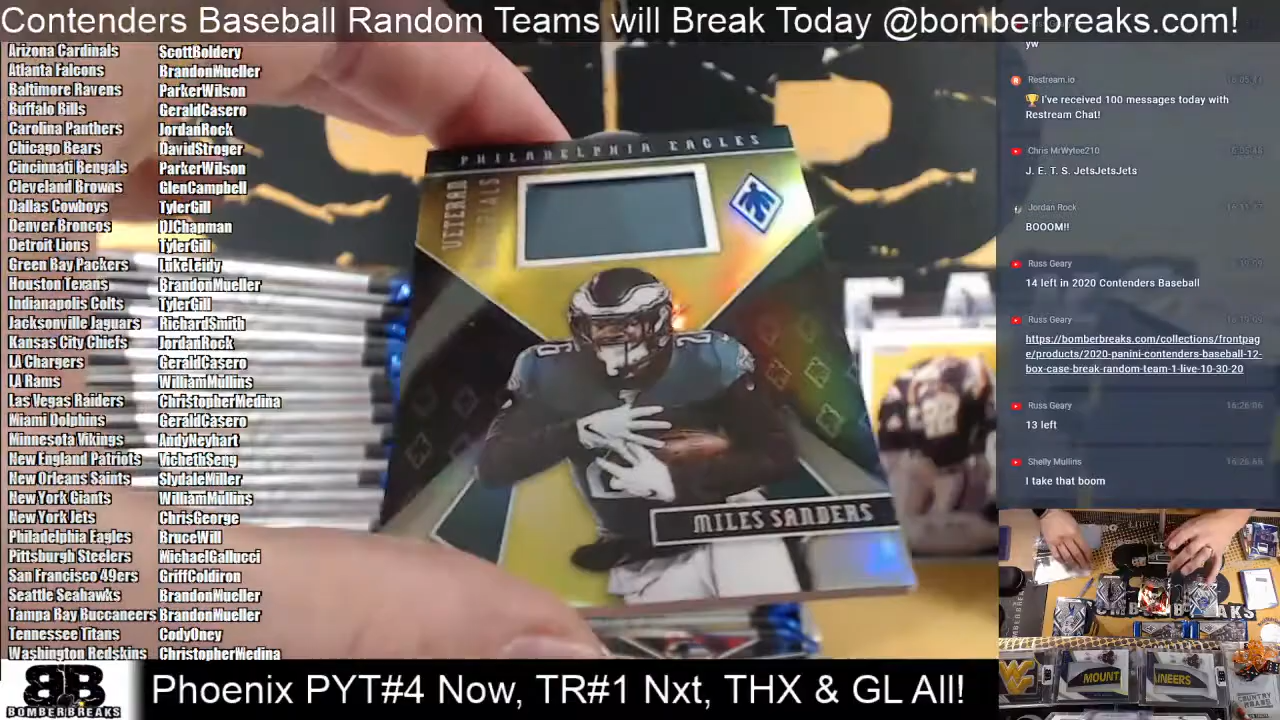 Contenders Baseball Random Teams will Break Today @bomberbreaks.com!
Arizona Cardinals ScottBoldery
Atlanta Falcons BrandonMueller
Baltimore Ravens ParkerWilson
Buffalo Bills GeraldCasero
Carolina Panthers JordanRock
Chicago Bears DavidStroger
Cincinnati Bengals ParkerWilson
Cleveland Browns GlenCampbell
Dallas Cowboys TylerGill
Denver Broncos DJChapman
Detroit Lions TylerGill
Green Bay Packers LukeLeidy
Houston Texans BrandonMueller
Indianapolis Colts TylerGill
Jacksonville Jaguars RichardSmith
Kansas City Chiefs JordanRock
LA Chargers GeraldCasero
LA Rams WilliamMullins
Las Vegas Raiders ChristopherMedina
Miami Dolphins GeraldCasero
Minnesota Vikings AndyNeyhart
New England Patriots VichethSeng
New Orleans Saints SlydaleMiller
New York Giants WilliamMullins
New York Jets ChrisGeorge
Philadelphia Eagles BruceWill
Pittsburgh Steelers MichaelGallucci
San Francisco 49ers GriffColdiron
Seattle Seahawks BrandonMueller
Tampa Bay Buccaneers BrandonMueller
Tennessee Titans CodyOney
Washington Redskins ChristopherMedina
PHILADELPHIA EAGLES
VETERAN
MILES SANDERS
yw
Restream.io
🏆 I've received 100 messages today with
Restream Chat!
Chris MrWytee210
J. E. T. S. JetsJetsJets
Jordan Rock
BOOOM!!
Russ Geary
14 left in 2020 Contenders Baseball
Russ Geary
https://bomberbreaks.com/collections/frontpag
e/products/2020-panini-contenders-baseball-12-
box-case-break-random-team-1-live-10-30-20
Russ Geary 16:26:06
13 left
Shelly Mullins
I take that boom
MOUNT
AINEERS
BB
BOMBERBREAKS
Phoenix PYT#4 Now, TR#1 Nxt, THX & GL All!